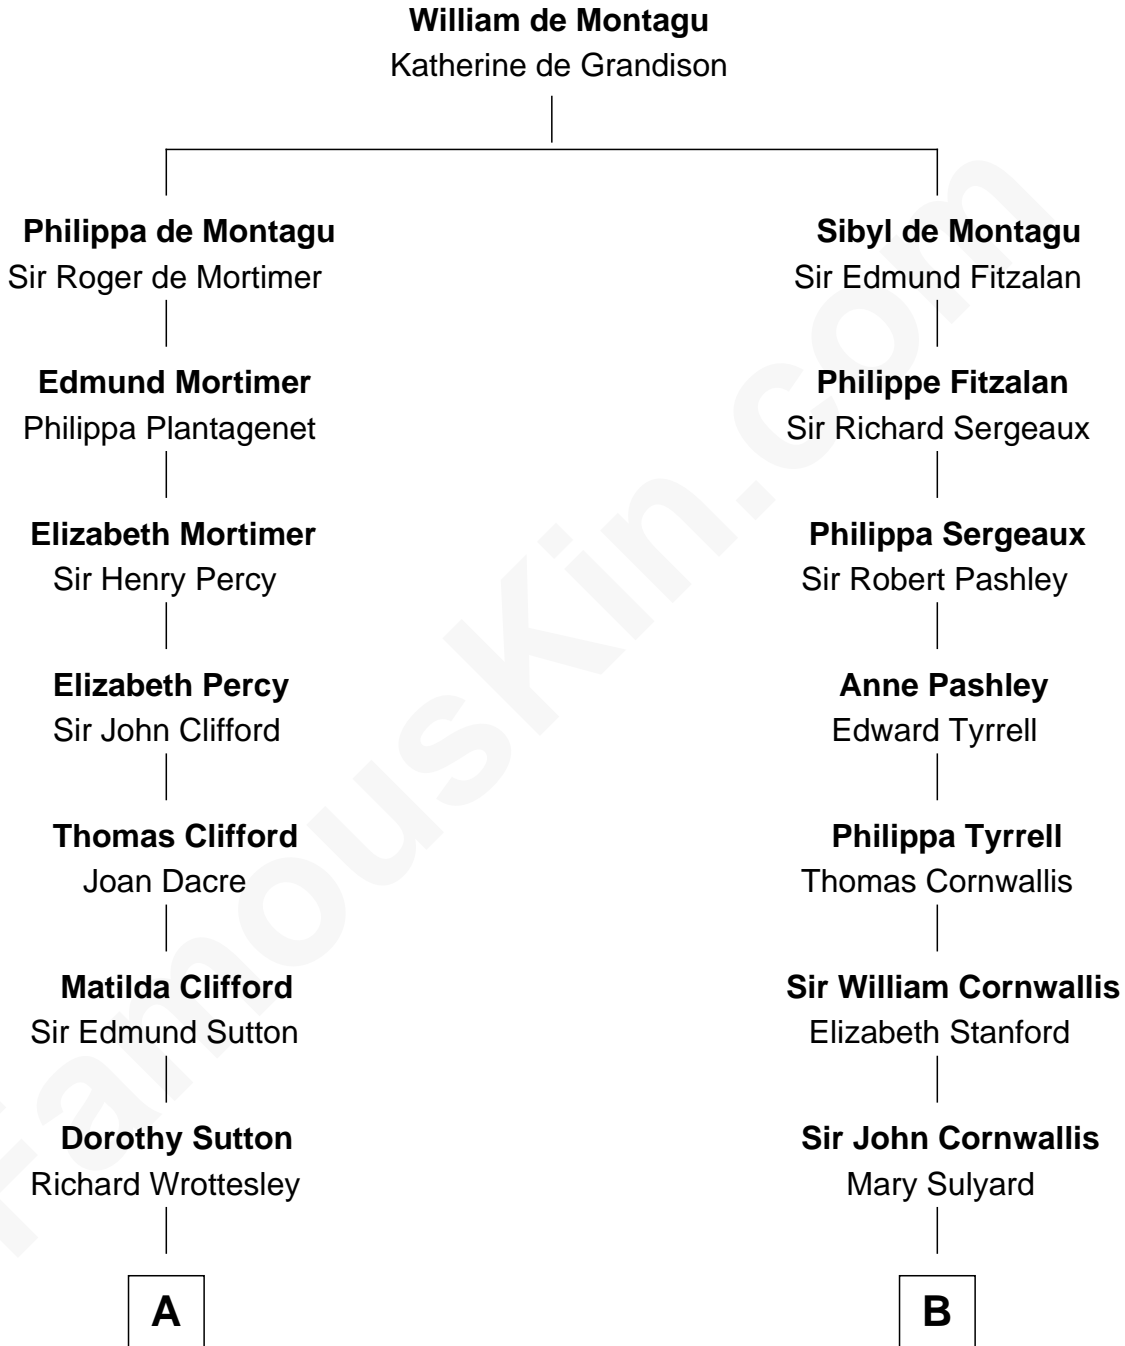 William de Montagu
Katherine de Grandison
Philippa de Montagu
Sir Roger de Mortimer
Sibyl de Montagu
Sir Edmund Fitzalan
Edmund Mortimer
Philippa Plantagenet
Philippe Fitzalan
Sir Richard Sergeaux
Elizabeth Mortimer
Sir Henry Percy
Philippa Sergeaux
Sir Robert Pashley
Elizabeth Percy
Sir John Clifford
Anne Pashley
Edward Tyrrell
Thomas Clifford
Joan Dacre
Philippa Tyrrell
Thomas Cornwallis
Matilda Clifford
Sir Edmund Sutton
Sir William Cornwallis
Elizabeth Stanford
Dorothy Sutton
Richard Wrottesley
Sir John Cornwallis
Mary Sulyard
A
B
FamousKin.com